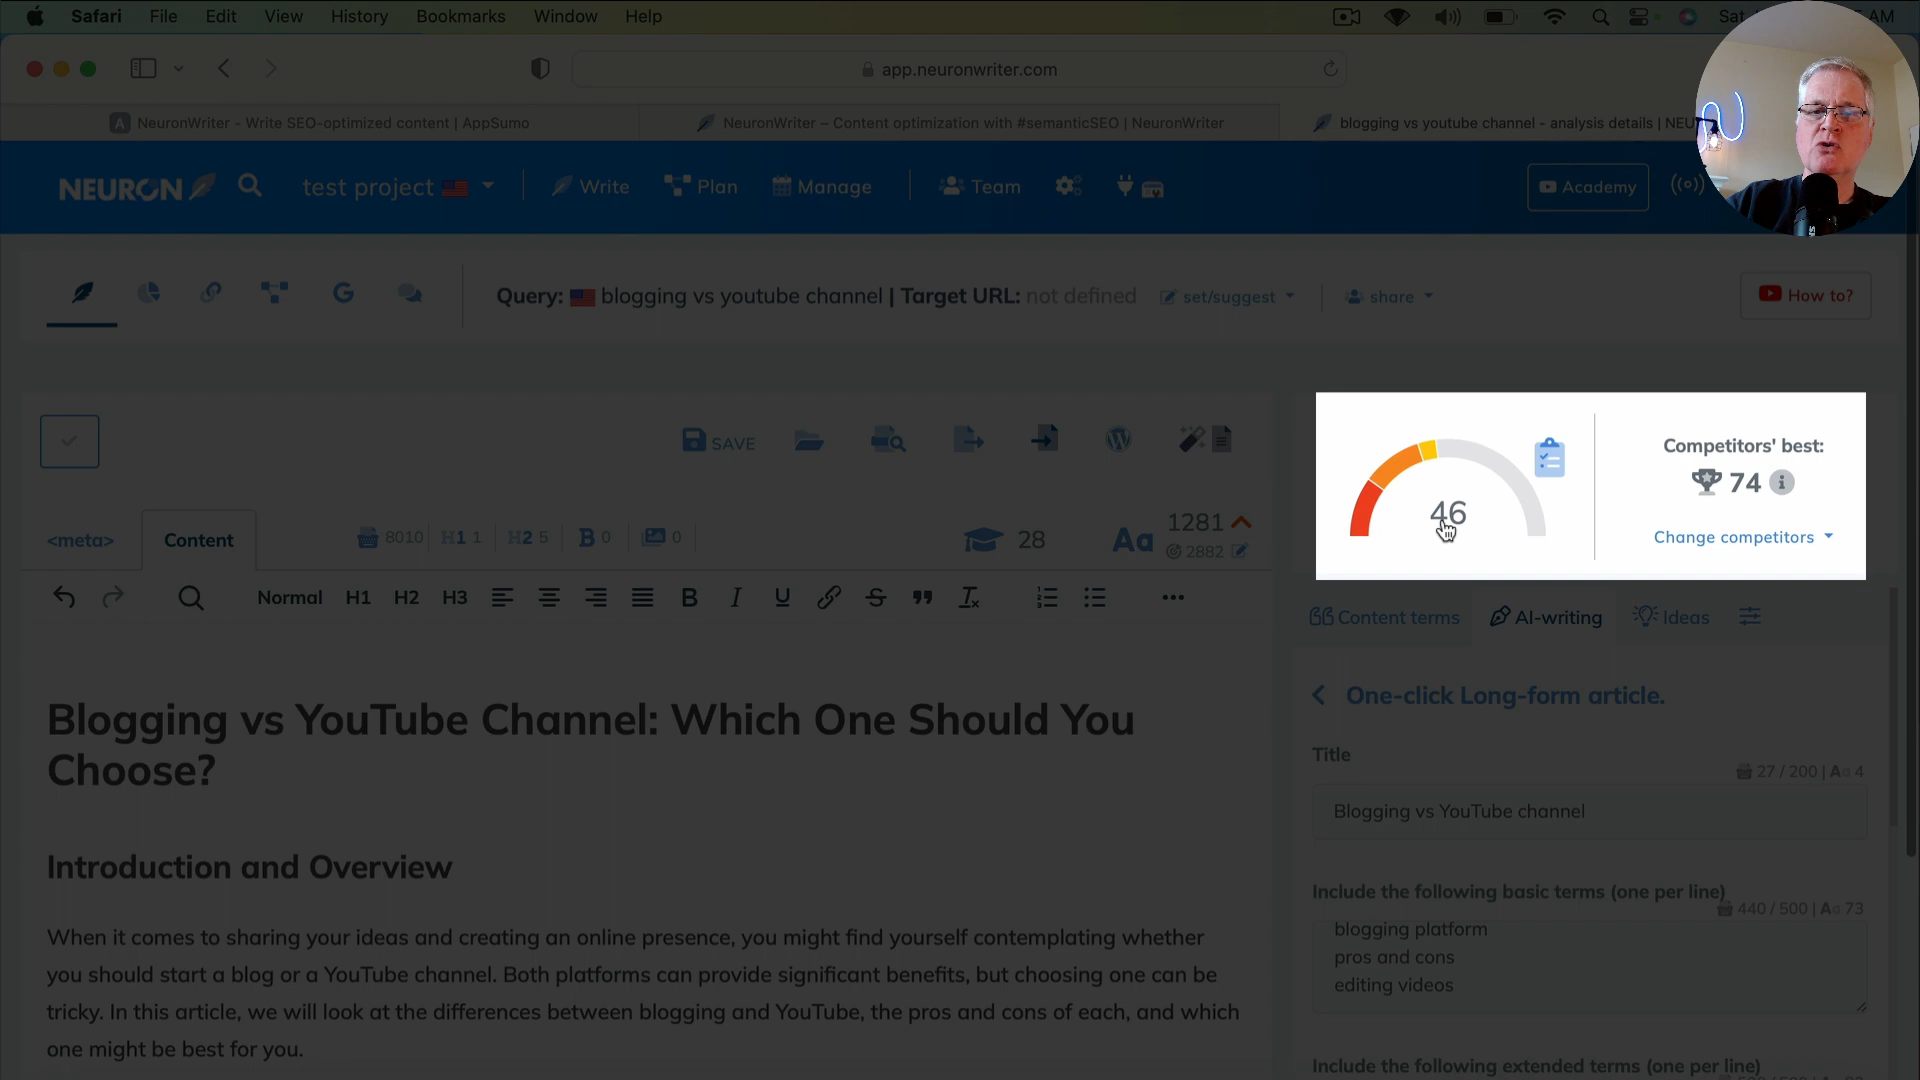 Safari File Edit View History Bookmarks Window Help Sat AM
app.neuronwriter.com
NeuronWriter - Write SEO-optimized content | AppSumo
NeuronWriter – Content optimization with #semanticSEO | NeuronWriter
blogging vs youtube channel - analysis details | NEU
NEURON test project Write Plan Manage Team Academy
Query: blogging vs youtube channel | Target URL: not defined set/suggest share How to?
SAVE
46
Competitors' best:
74
Change competitors
<meta> Content 8010 H1 1 H2 5 B 0 0 28 Aa 1281
2882
Normal H1 H2 H3 B I U S
Content terms AI-writing Ideas
One-click Long-form article.
Title
27 / 200 | Aa 4
Blogging vs YouTube channel
Include the following basic terms (one per line)
440 / 500 | Aa 73
blogging platform
pros and cons
editing videos
Include the following extended terms (one per line)
Blogging vs YouTube Channel: Which One Should You
Choose?
Introduction and Overview
When it comes to sharing your ideas and creating an online presence, you might find yourself contemplating whether
you should start a blog or a YouTube channel. Both platforms can provide significant benefits, but choosing one can be
tricky. In this article, we will look at the differences between blogging and YouTube, the pros and cons of each, and which
one might be best for you.